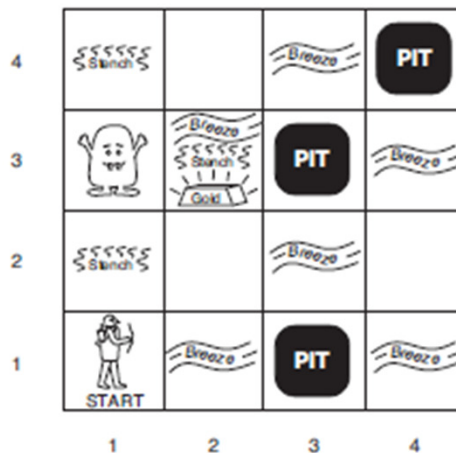 4 Stench Breeze PIT
Breeze
3 Stench PIT Breeze
Gold
2 Stench Breeze
1 Breeze PIT Breeze
START
1 2 3 4